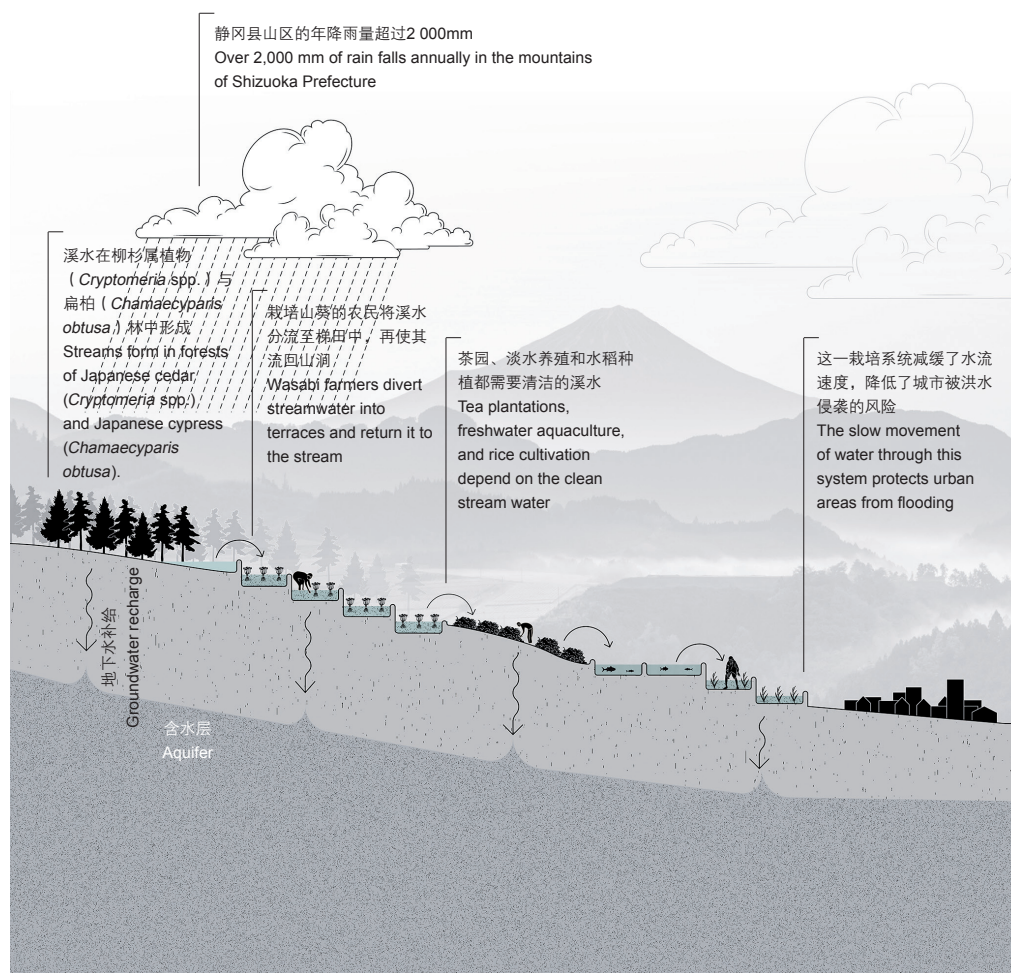 静冈县山区的年降雨量超过2 000mm
Over 2,000 mm of rain falls annually in the mountains
of Shizuoka Prefecture
溪水在柳杉属植物
（Cryptomeria spp.）与
扁柏（Chamaecyparis
obtusa）林中形成
Streams form in forests
of Japanese cedar
(Cryptomeria spp.)
and Japanese cypress
(Chamaecyparis
obtusa).
栽培山葵的农民将溪水
分流至梯田中，再使其
流回山涧
Wasabi farmers divert
streamwater into
terraces and return it to
the stream
茶园、淡水养殖和水稻种
植都需要清洁的溪水
Tea plantations,
freshwater aquaculture,
and rice cultivation
depend on the clean
stream water
这一栽培系统减缓了水流
速度，降低了城市被洪水
侵袭的风险
The slow movement
of water through this
system protects urban
areas from flooding
地下水补给
Groundwater recharge
含水层
Aquifer